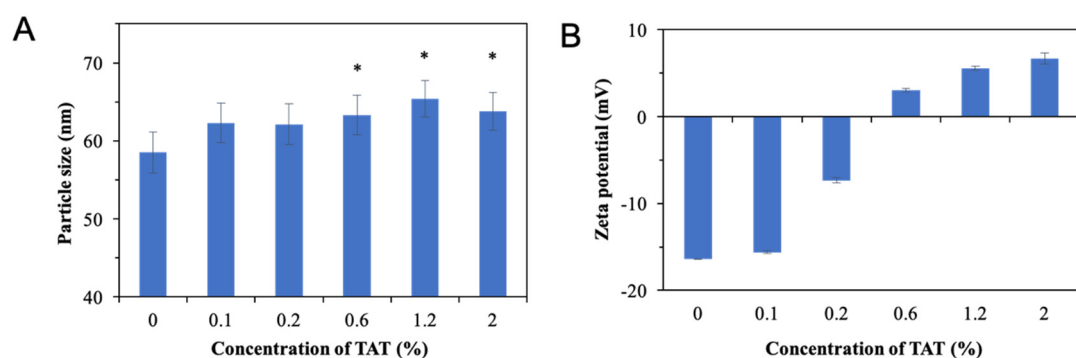 A
Particle size (nm)
70
60
50
40
* * *
0 0.1 0.2 0.6 1.2 2
Concentration of TAT (%)
B
Zeta potential (mV)
10
0
-10
-20
0 0.1 0.2 0.6 1.2 2
Concentration of TAT (%)